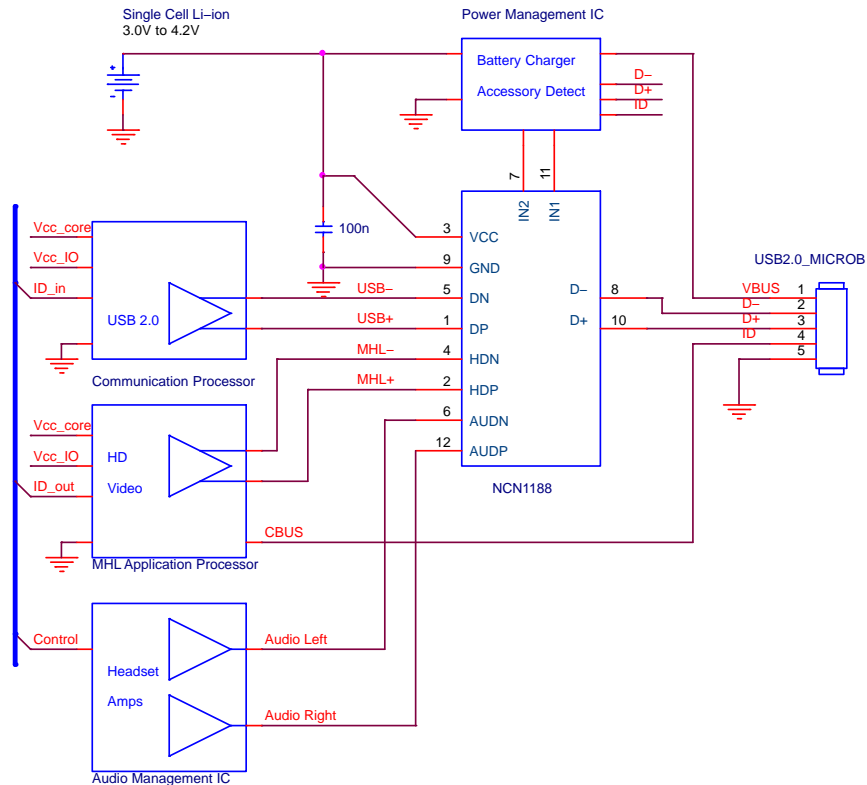 Single Cell Li–ion
3.0V to 4.2V
+
-
Power Management IC
Battery Charger
Accessory Detect
D–
D+
ID
7
11
IN2
IN1
100n
Vcc_core
Vcc_IO
ID_in
USB 2.0
Communication Processor
USB–
USB+
MHL–
MHL+
3
9
5
1
4
2
6
12
VCC
GND
DN
DP
HDN
HDP
AUDN
AUDP
D–
D+
8
10
NCN1188
USB2.0_MICROB
VBUS
D–
D+
ID
1
2
3
4
5
Vcc_core
Vcc_IO
ID_out
HD
Video
CBUS
MHL Application Processor
Control
Headset
Amps
Audio Left
Audio Right
Audio Management IC